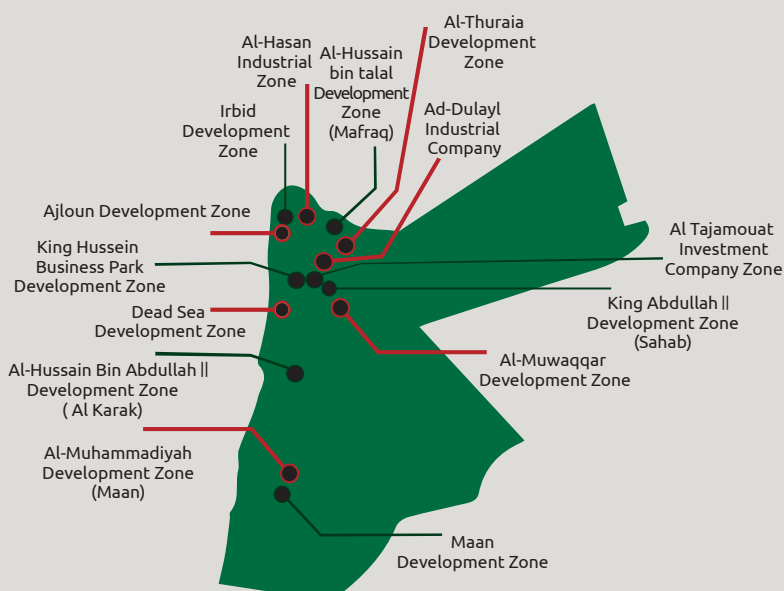 Al-Thuraia
Development
Zone
Al-Hasan
Industrial
Zone
Al-Hussain
bin talal
Development
Zone
(Mafraq)
Irbid
Development
Zone
Ad-Dulayl
Industrial
Company
Ajloun Development Zone
King Hussein
Business Park
Development Zone
Al Tajamouat
Investment
Company Zone
Dead Sea
Development Zone
King Abdullah ||
Development Zone
(Sahab)
Al-Muwaqqar
Development Zone
Al-Hussain Bin Abdullah ||
Development Zone
( Al Karak)
Al-Muhammadiyah
Development Zone
(Maan)
Maan
Development Zone